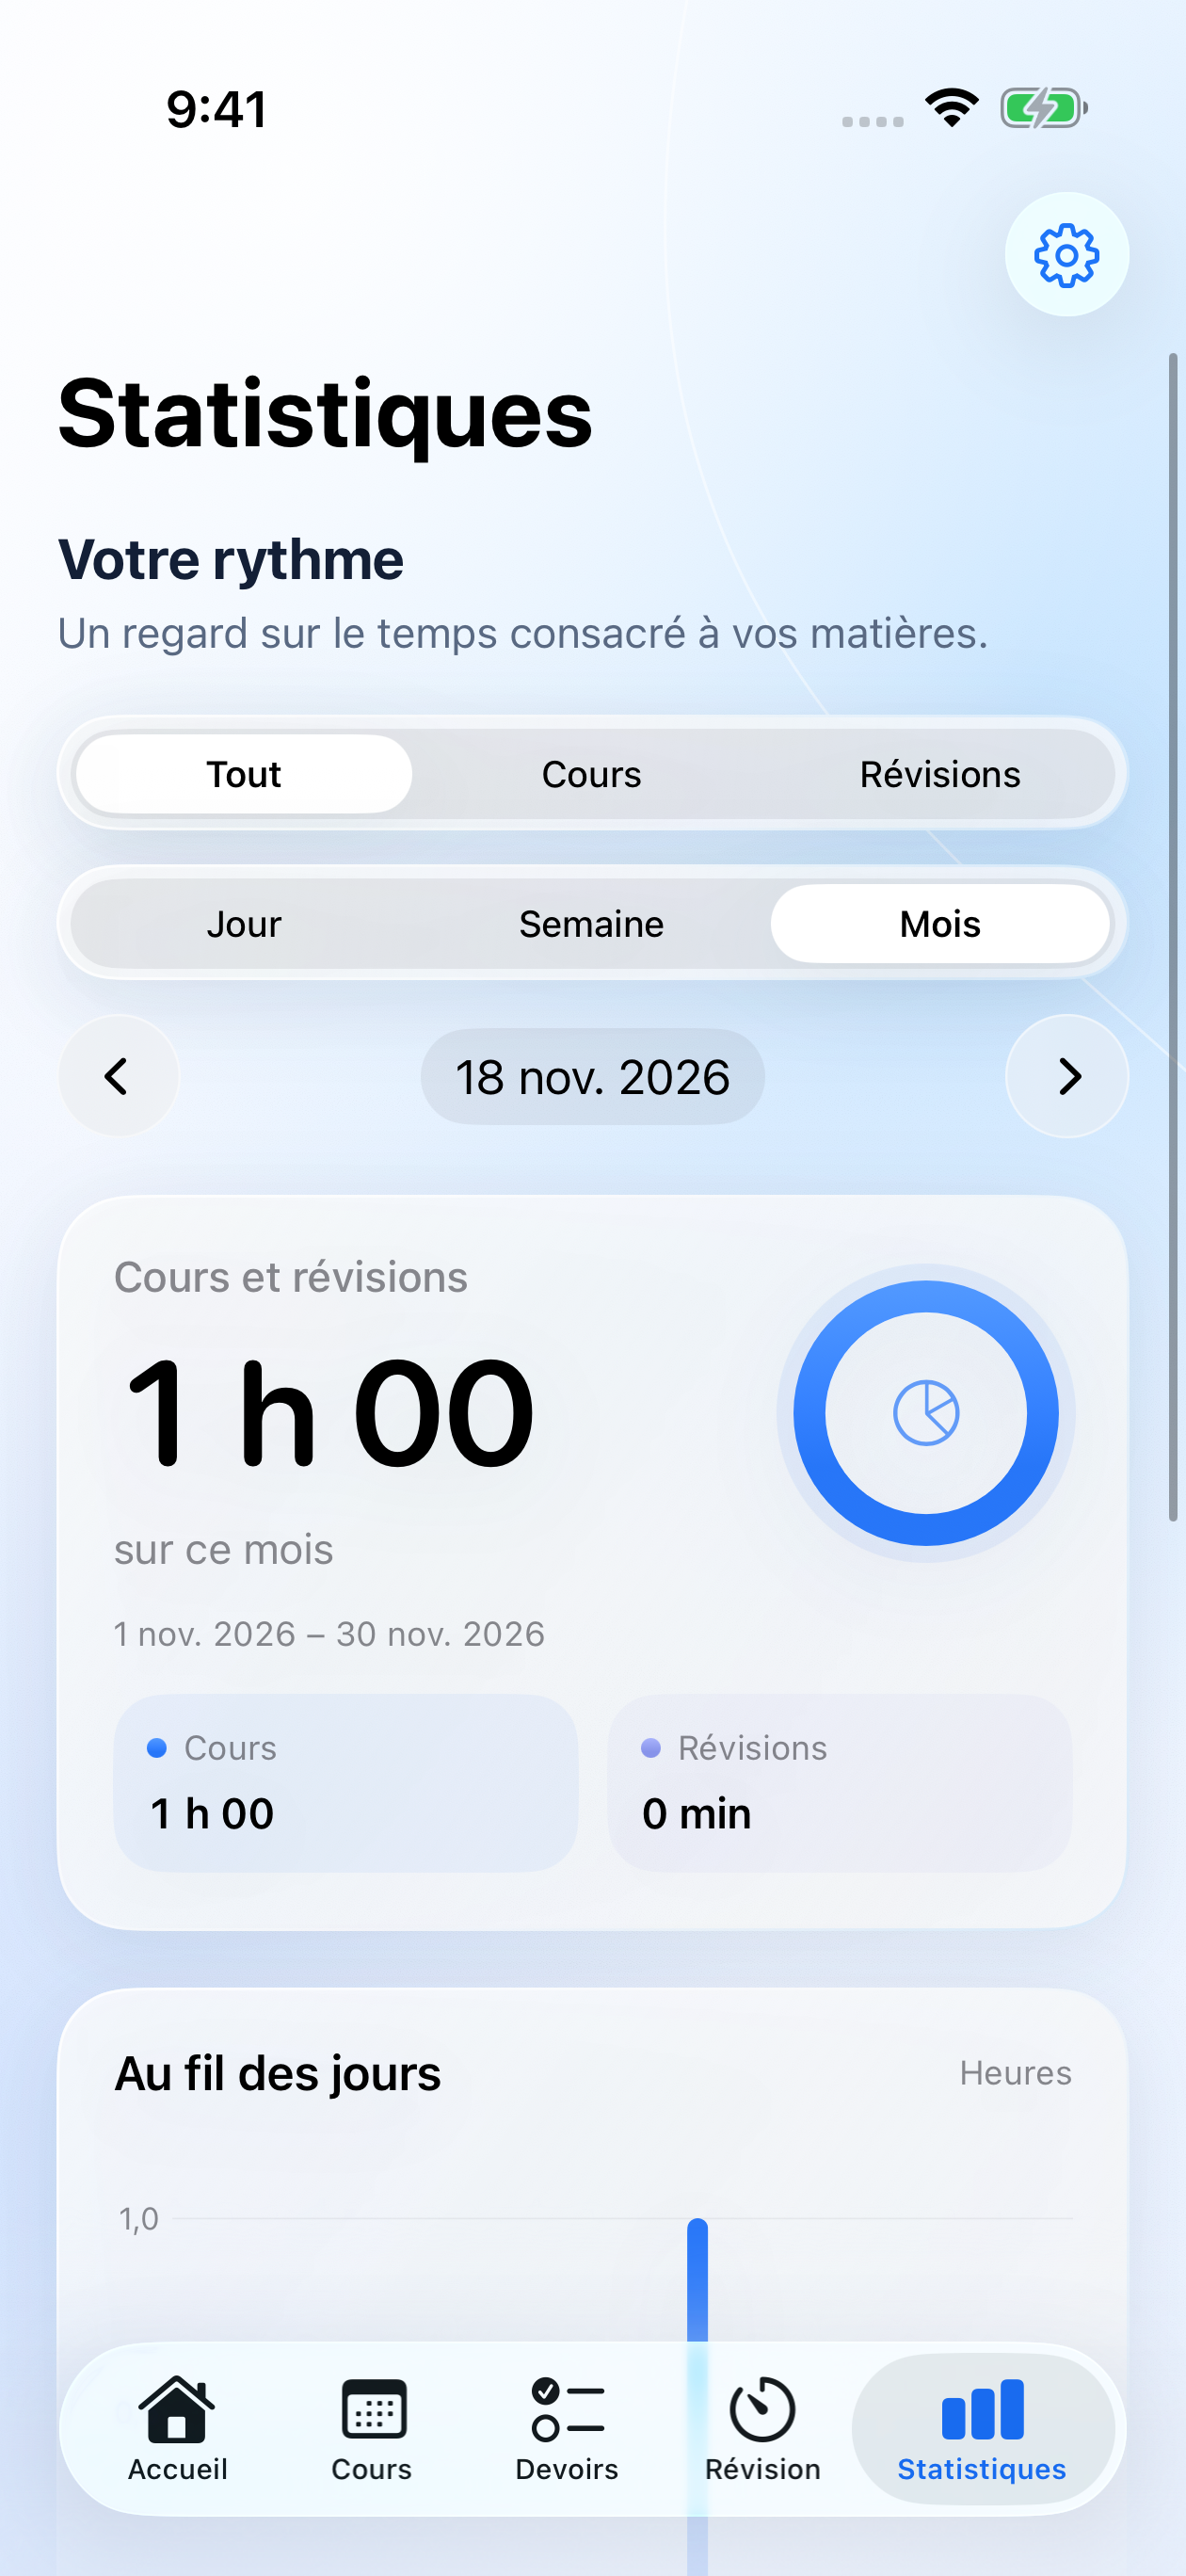 9:41
Statistiques
Votre rythme
Un regard sur le temps consacré à vos matières.
Tout Cours Révisions
Jour Semaine Mois
18 nov. 2026
Cours et révisions
1 h 00
sur ce mois
1 nov. 2026 – 30 nov. 2026
Cours Révisions
1 h 00 0 min
Au fil des jours Heures
1,0
Accueil Cours Devoirs Révision Statistiques